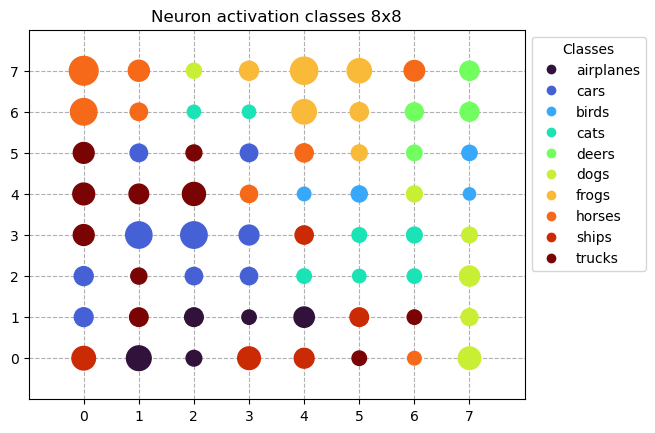 Neuron activation classes 8x8
7
6
5
4
3
2
1
0
0 1 2 3 4 5 6 7
Classes
airplanes
cars
birds
cats
deers
dogs
frogs
horses
ships
trucks